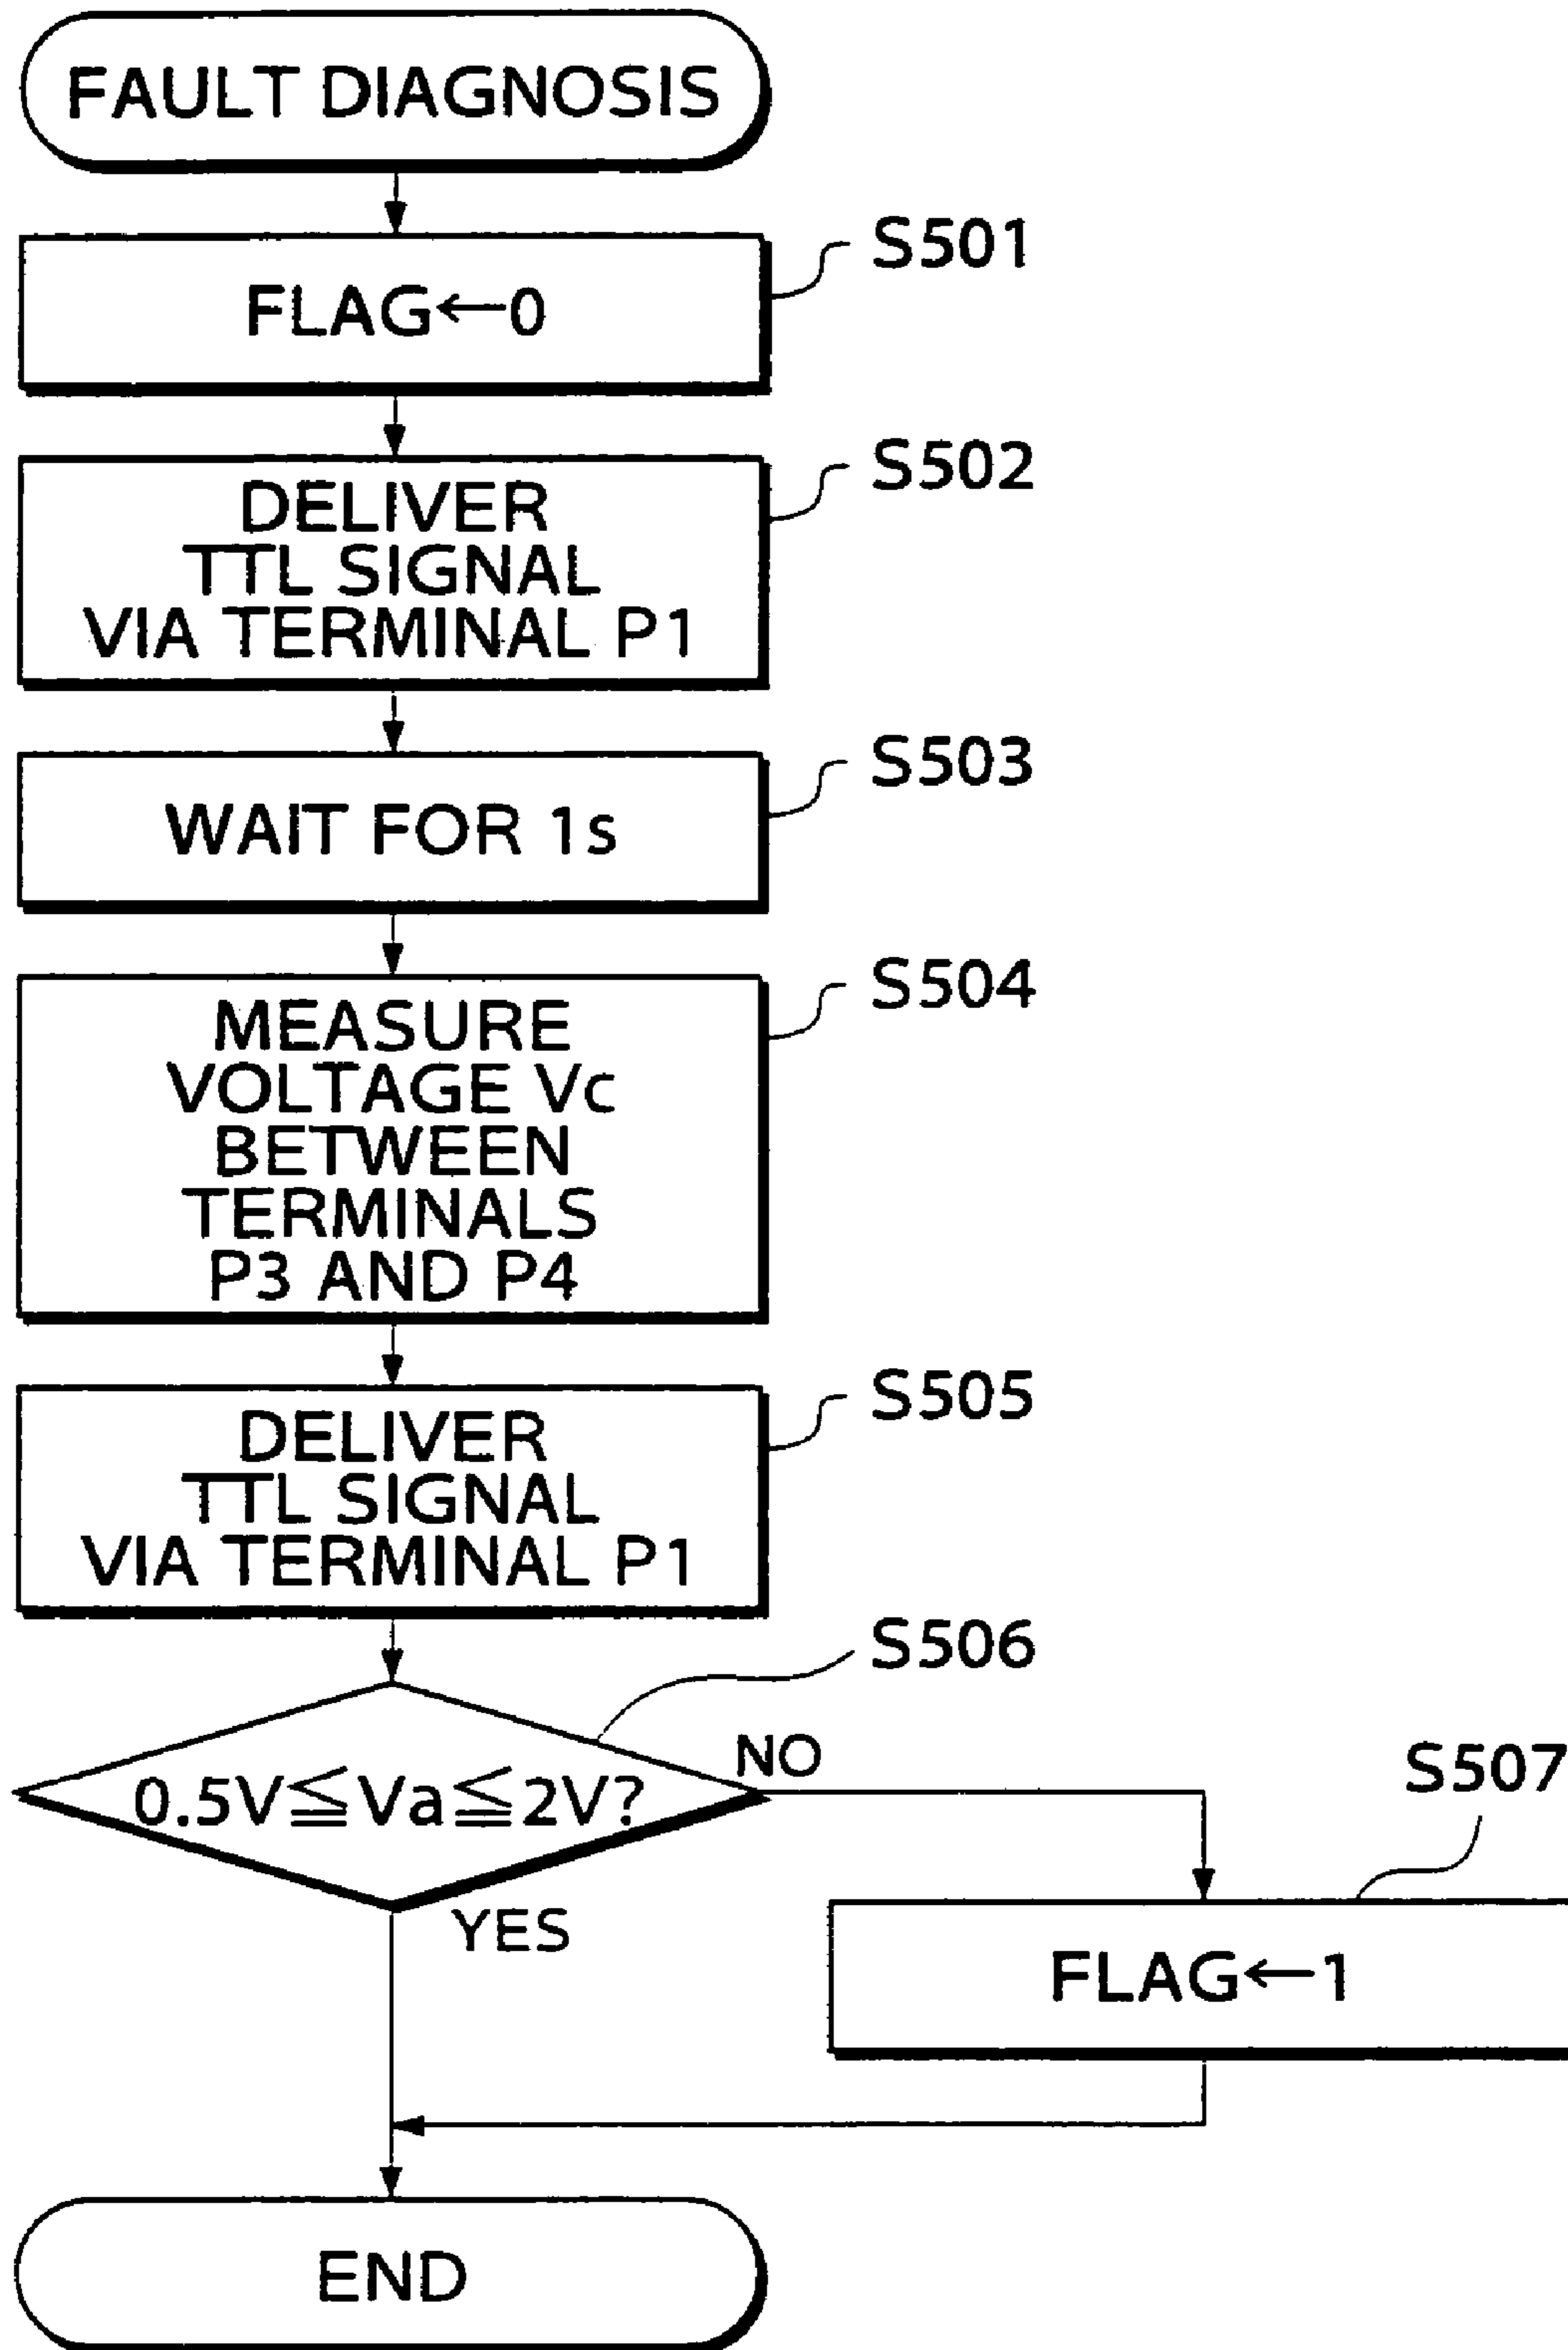 FAULT DIAGNOSIS
S501
FLAG←0
S502
DELIVER
TTL SIGNAL
VIA TERMINAL P1
S503
WAIT FOR 1s
S504
MEASURE
VOLTAGE Vc
BETWEEN
TERMINALS
P3 AND P4
S505
DELIVER
TTL SIGNAL
VIA TERMINAL P1
S506
0.5V≦Va≦2V?
NO
S507
YES
FLAG←1
END